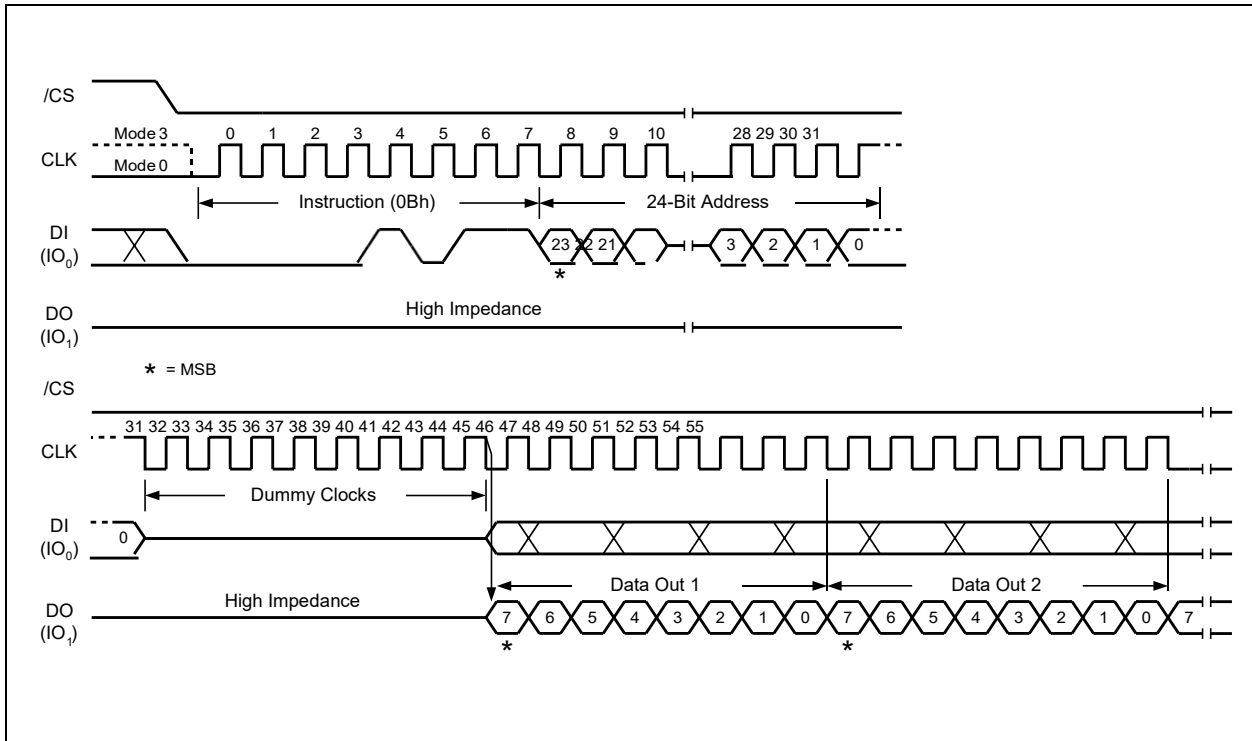 /CS
Mode 3 0 1 2 3 4 5 6 7 8 9 10 28 29 30 31
CLK
Mode 0
Instruction (0Bh) 24-Bit Address
DI
(IO0)
23 22 21 3 2 1 0
*
High Impedance
DO
(IO1)
* = MSB
/CS
31 32 33 34 35 36 37 38 39 40 41 42 43 44 45 46 47 48 49 50 51 52 53 54 55
CLK
Dummy Clocks
DI
(IO0)
0
Data Out 1 Data Out 2
High Impedance
DO
(IO1)
7 6 5 4 3 2 1 0 7 6 5 4 3 2 1 0 7
* *